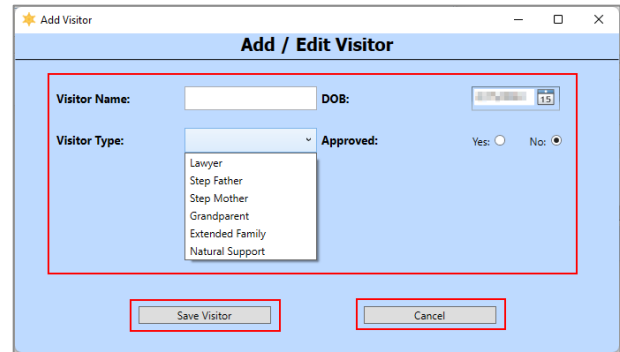 Add Visitor
Add / Edit Visitor
Visitor Name:
DOB:
15
Visitor Type:
Approved:
Yes:
No:
Lawyer
Step Father
Step Mother
Grandparent
Extended Family
Natural Support
Save Visitor
Cancel